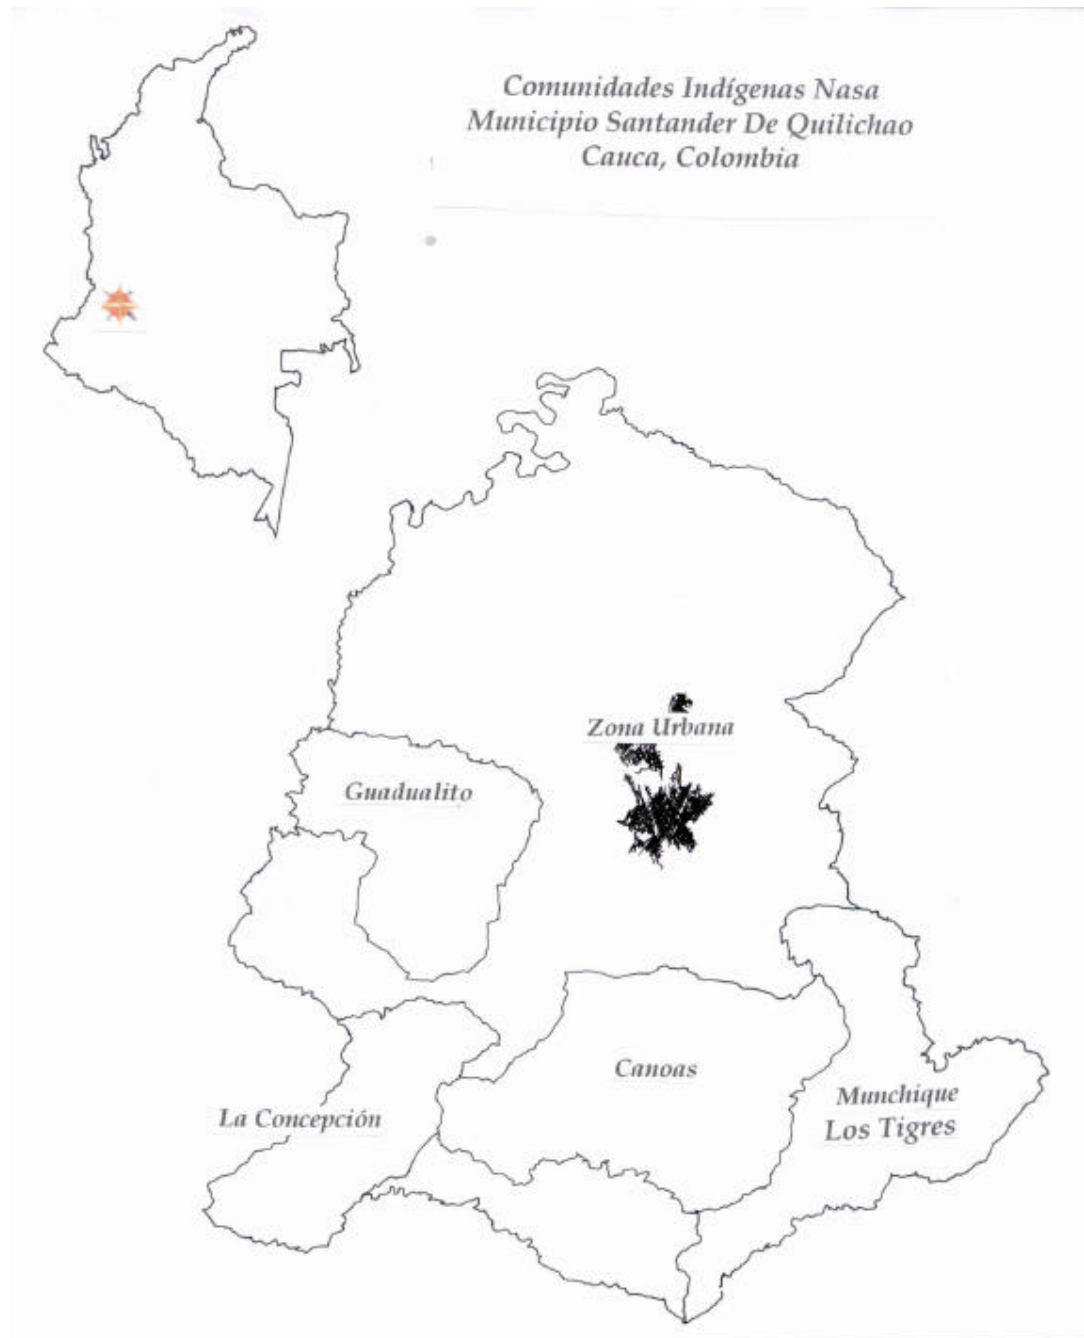 Comunidades Indígenas Nasa
Municipio Santander De Quilichao
Cauca, Colombia
Zona Urbana
Guadualito
Canoas
Munchique
Los Tigres
La Concepción